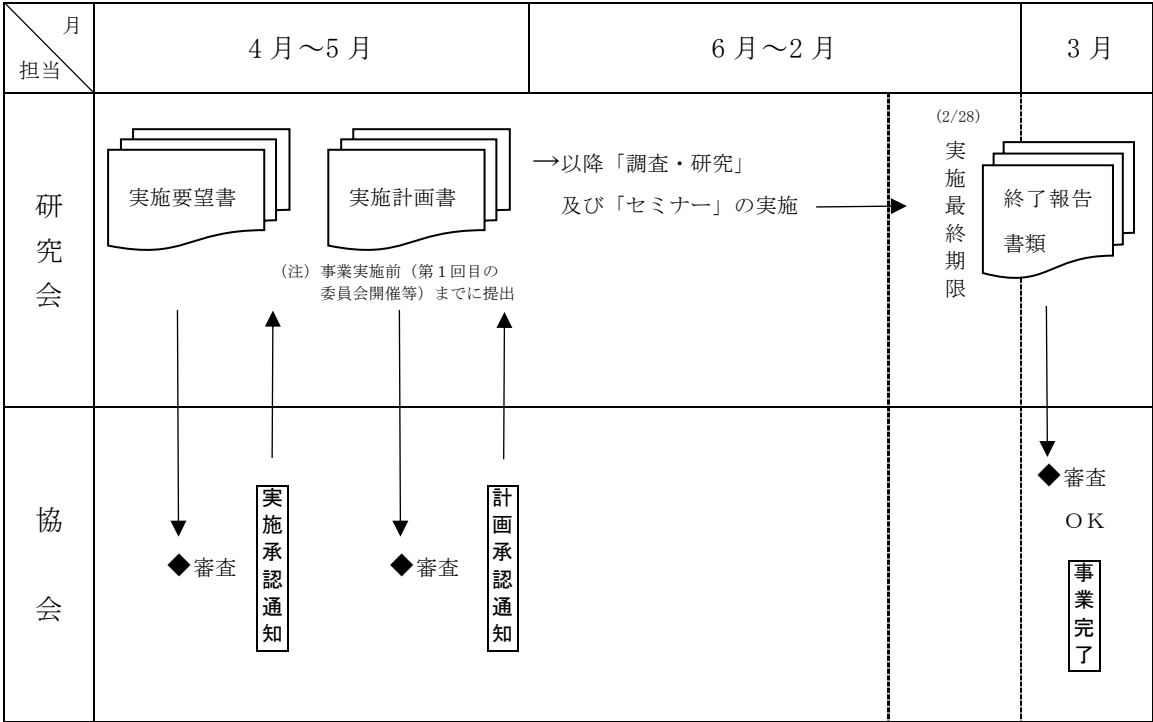 月
担当
4月～5月
6月～2月
3月
研究会
実施要望書
実施計画書
(注) 事業実施前（第１回目の
委員会開催等）までに提出
→以降「調査・研究」
及び「セミナー」の実施
(2/28)
実施最終期限
終了報告
書類
協会
◆審査
実施承認通知
◆審査
計画承認通知
◆審査
ＯＫ
事業完了